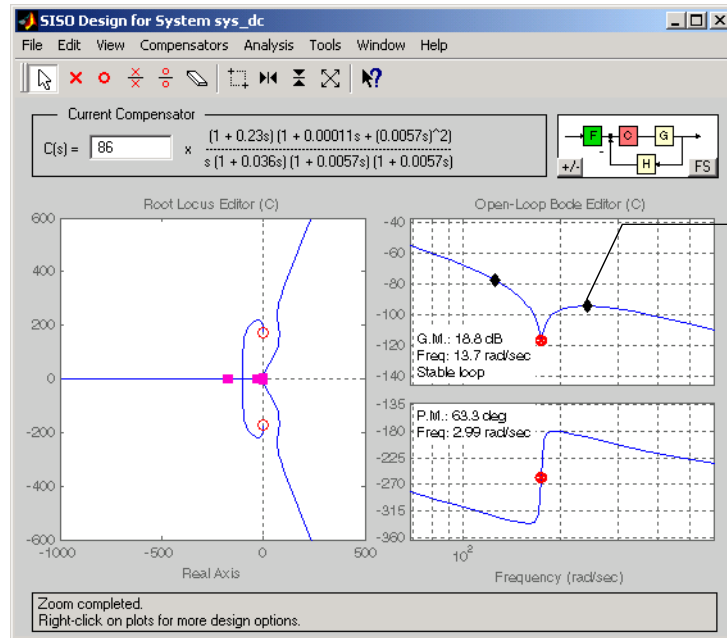 SISO Design for System sys_dc
File Edit View Compensators Analysis Tools Window Help
Current Compensator
C(s) = 86 x (1 + 0.23s) (1 + 0.00011s + (0.0057s)^2)
s (1 + 0.036s) (1 + 0.0057s) (1 + 0.0057s)
F C G
H
+/- FS
Root Locus Editor (C)
600
400
200
0
-200
-400
-600
-1000 -500 0 500
Real Axis
Open-Loop Bode Editor (C)
-40
-60
-80
-100
-120
-140
G.M.: 18.8 dB
Freq: 13.7 rad/sec
Stable loop
-135
-180
-225
-270
-315
-360
P.M.: 63.3 deg
Freq: 2.99 rad/sec
10^2
Frequency (rad/sec)
Zoom completed.
Right-click on plots for more design options.